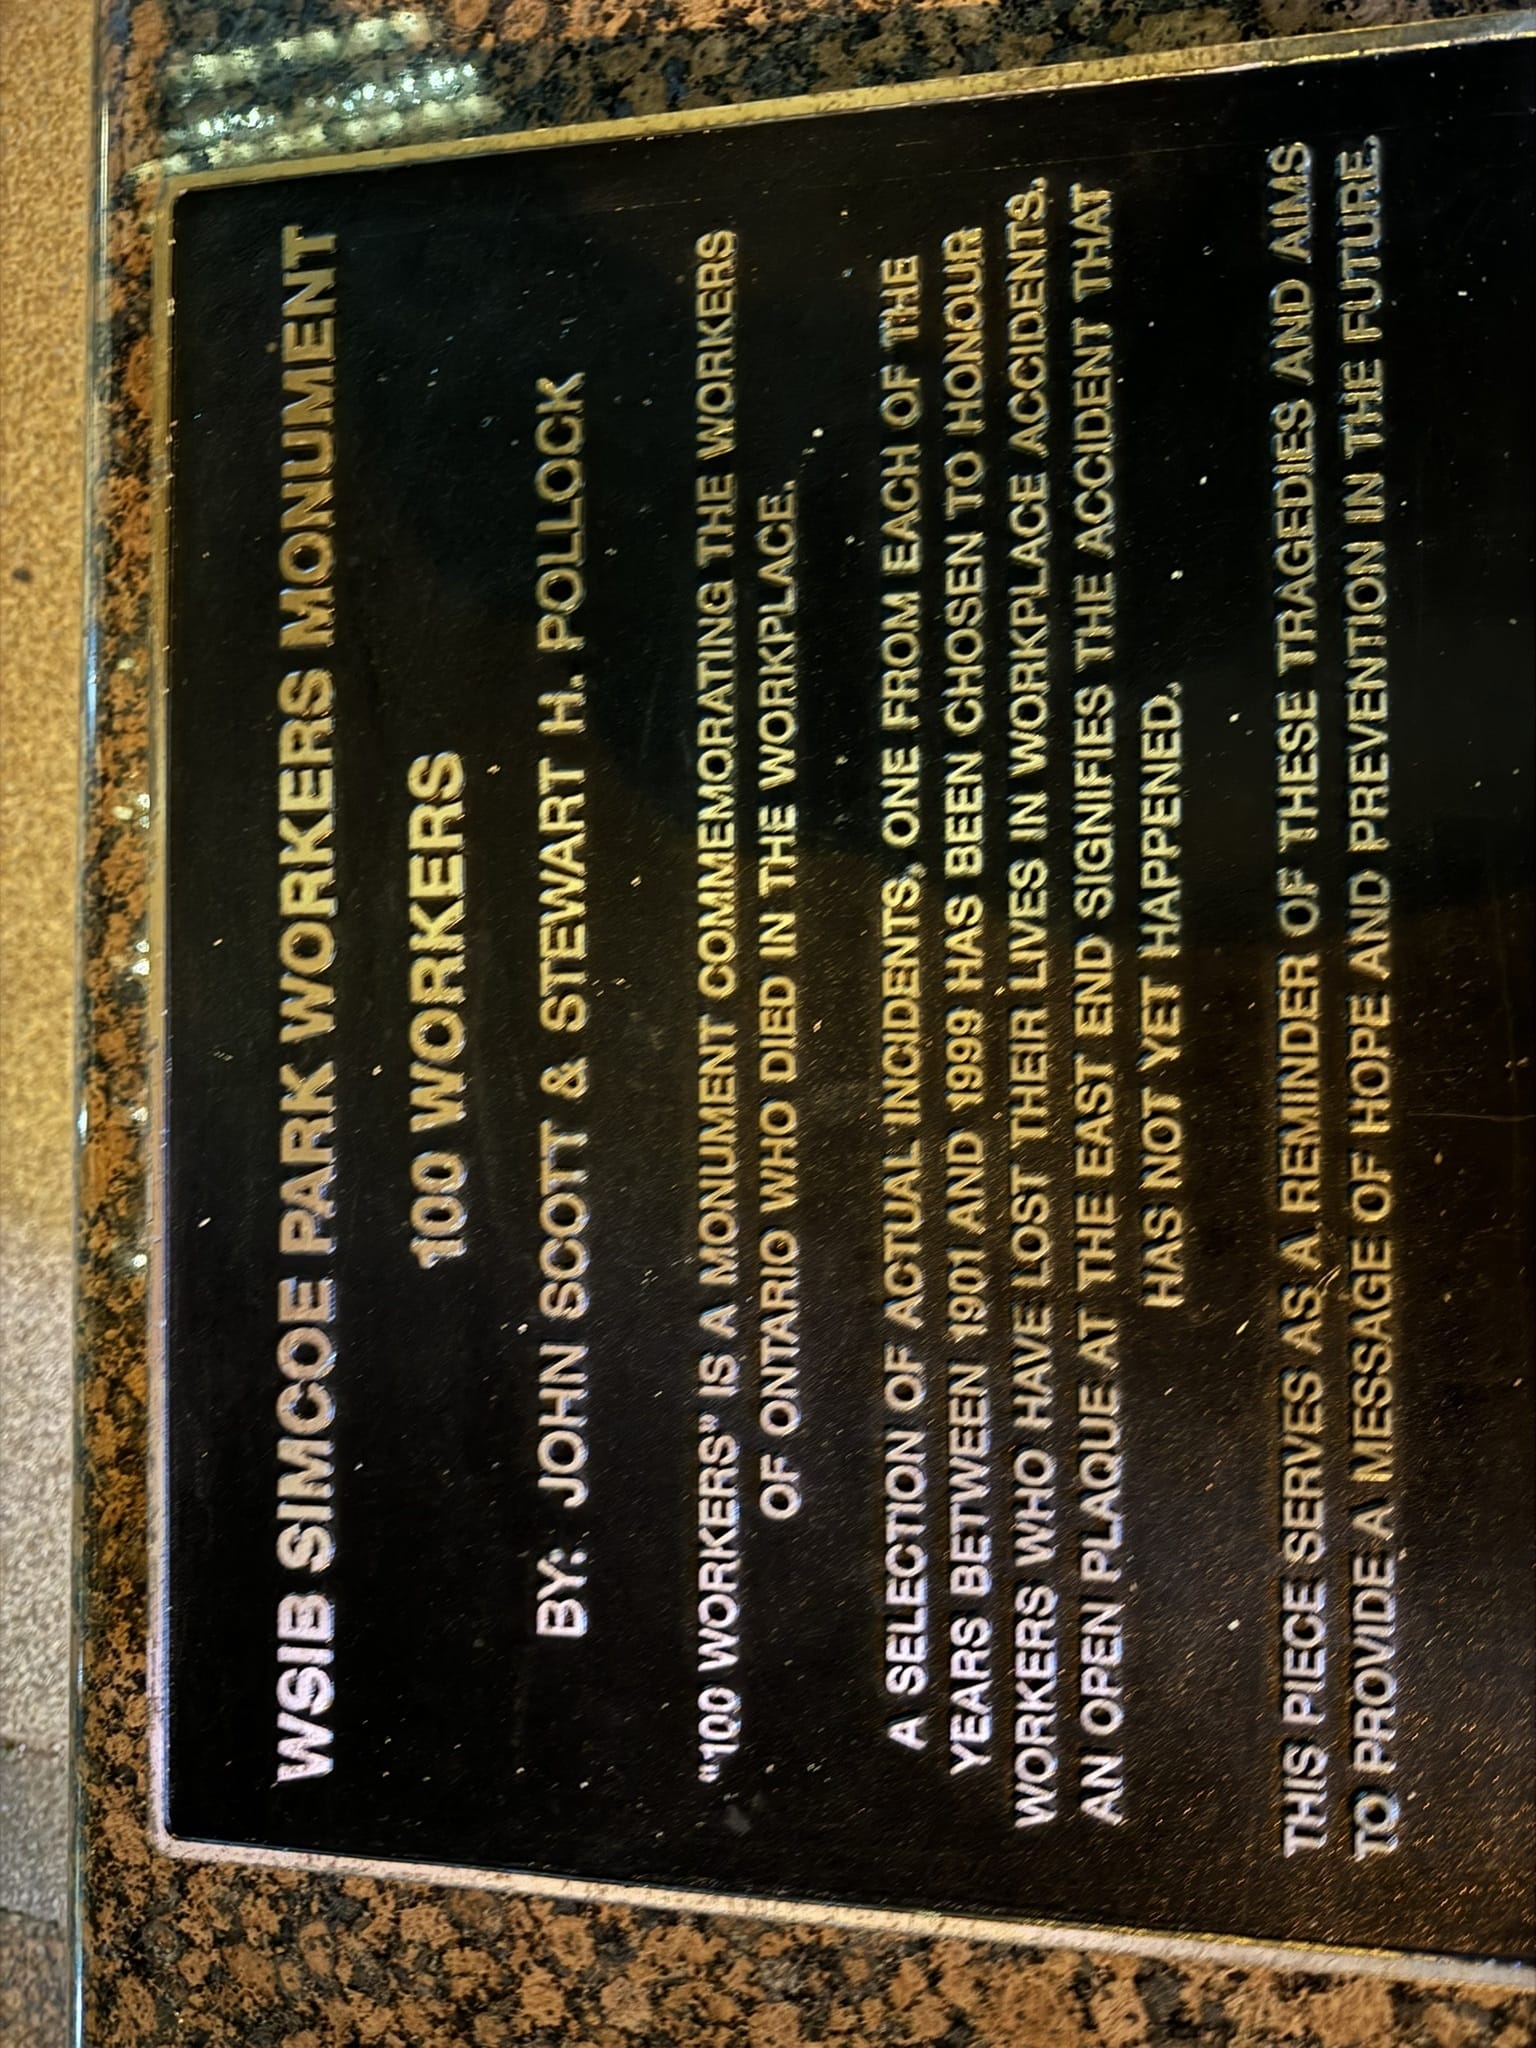 WSIB SIMCOE PARK WORKERS MONUMENT
100 WORKERS
BY: JOHN SCOTT & STEWART H. POLLOCK
"100 WORKERS" IS A MONUMENT COMMEMORATING THE WORKERS
OF ONTARIO WHO DIED IN THE WORKPLACE.
A SELECTION OF ACTUAL INCIDENTS, ONE FROM EACH OF THE
YEARS BETWEEN 1901 AND 1999 HAS BEEN CHOSEN TO HONOUR
WORKERS WHO HAVE LOST THEIR LIVES IN WORKPLACE ACCIDENTS.
AN OPEN PLAQUE AT THE EAST END SIGNIFIES THE ACCIDENT THAT
HAS NOT YET HAPPENED.
THIS PIECE SERVES AS A REMINDER OF THESE TRAGEDIES AND AIMS
TO PROVIDE A MESSAGE OF HOPE AND PREVENTION IN THE FUTURE.